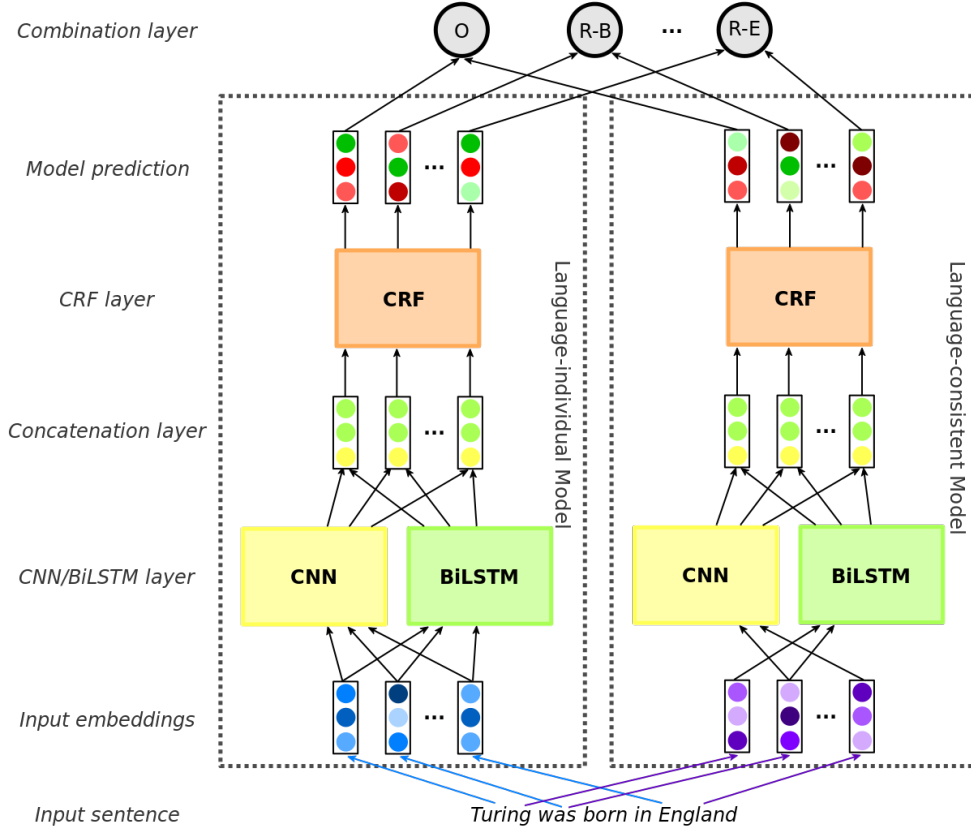 Combination layer
O
R-B
...
R-E
Model prediction
...
...
CRF layer
CRF
CRF
Language-individual Model
Language-consistent Model
Concatenation layer
...
...
CNN/BiLSTM layer
CNN
BiLSTM
CNN
BiLSTM
Input embeddings
...
...
Input sentence
Turing was born in England